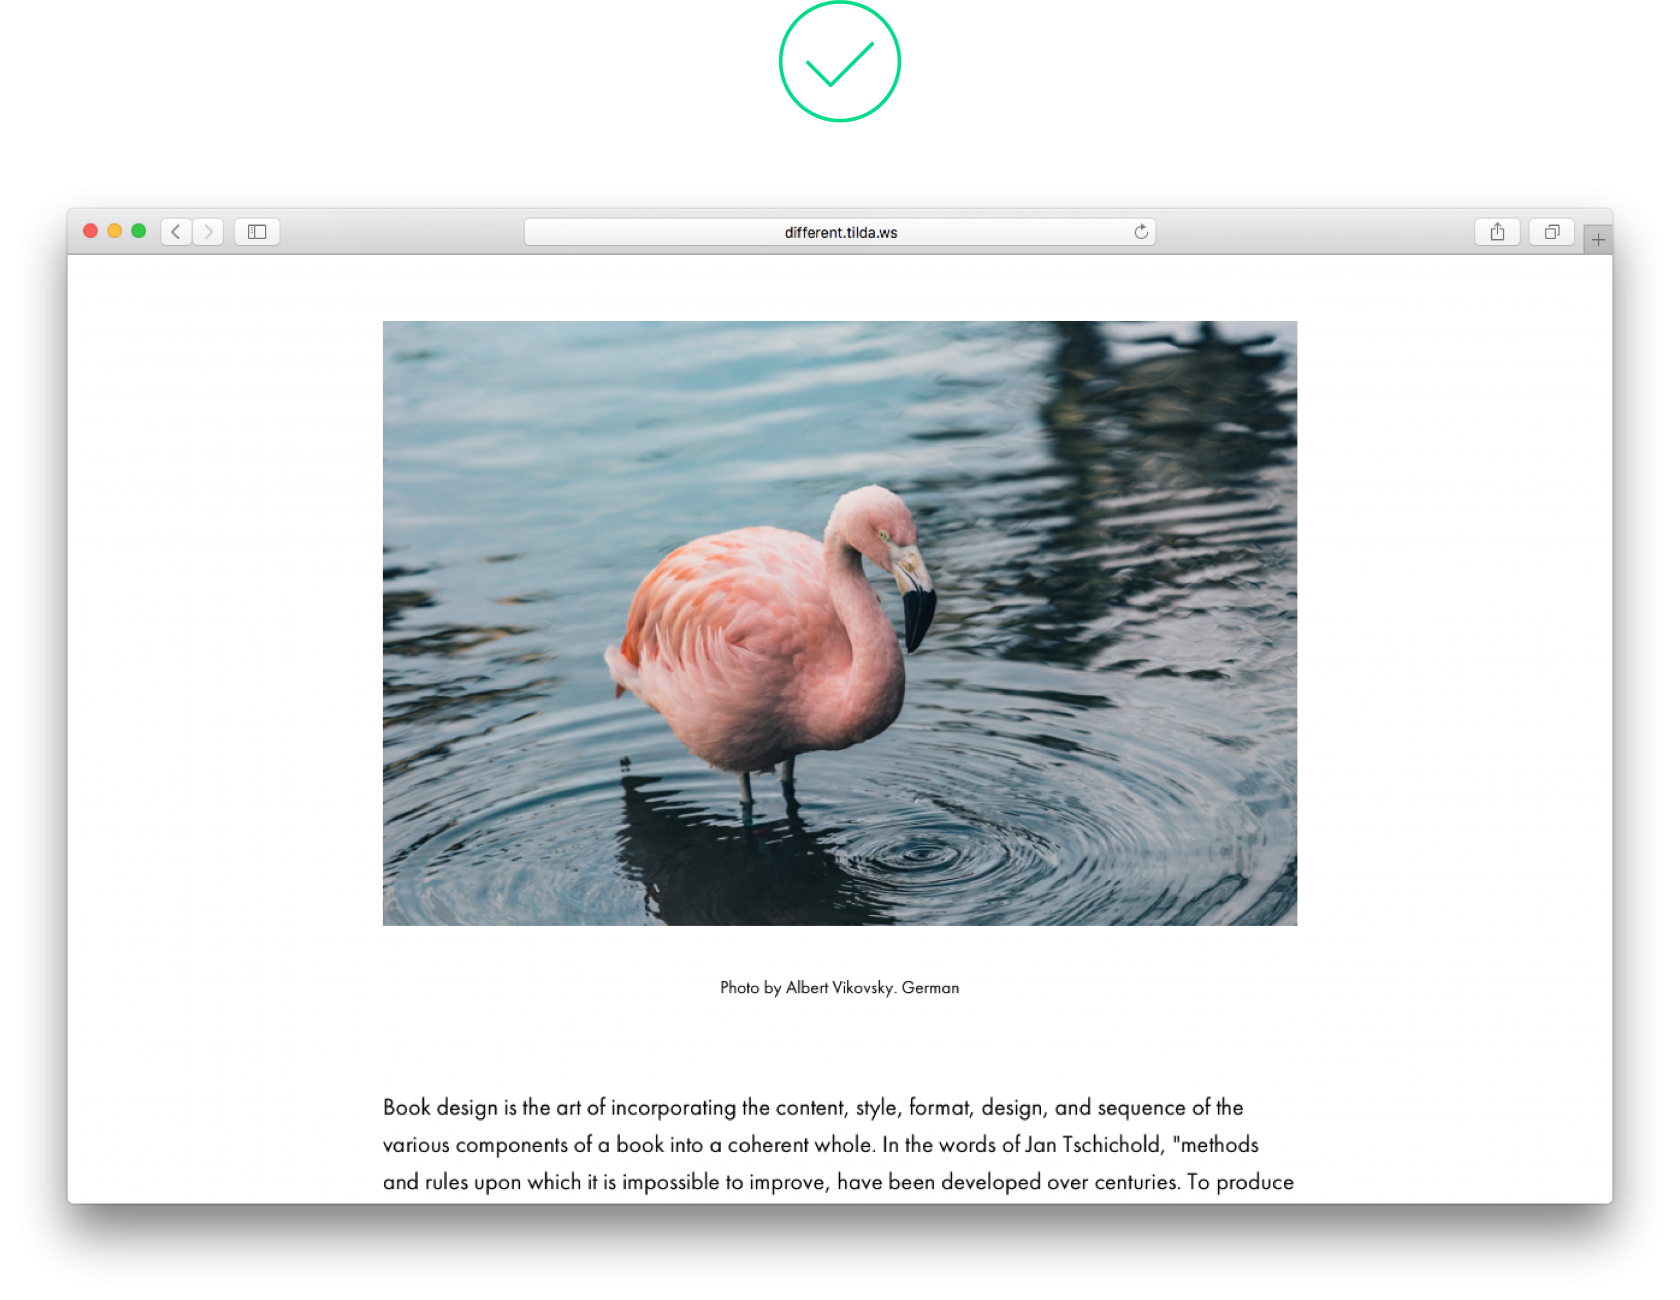 different.tilda.ws
Photo by Albert Vikovsky. German
Book design is the art of incorporating the content, style, format, design, and sequence of the
various components of a book into a coherent whole. In the words of Jan Tschichold, "methods
and rules upon which it is impossible to improve, have been developed over centuries. To produce